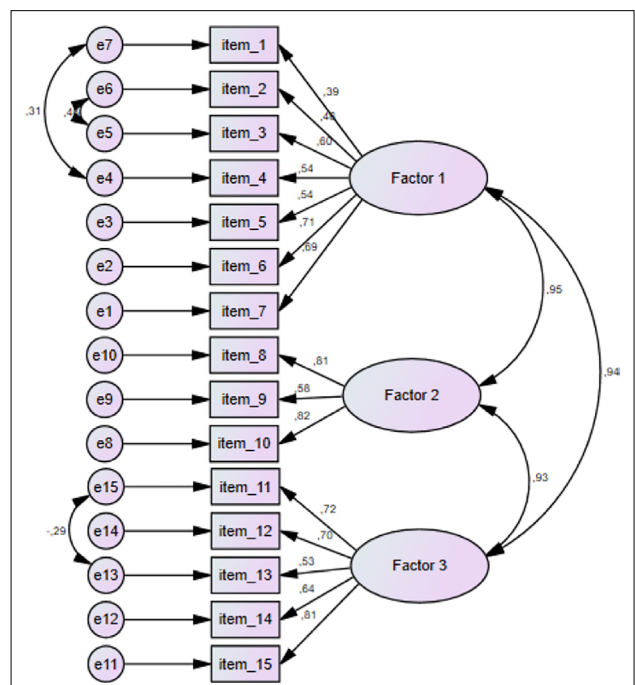 e7 item_1
,39
e6 item_2
,31
,46
e5 item_3
,60
e4 item_4
,54
Factor 1
e3 item_5
,54
e2 item_6
,71
e1 item_7
,69
,95
e10 item_8
,81
e9 item_9
,58
Factor 2
,94
e8 item_10
,82
e15 item_11
,72
,93
-,29
e14 item_12
,70
e13 item_13
,53
Factor 3
e12 item_14
,64
e11 item_15
,81